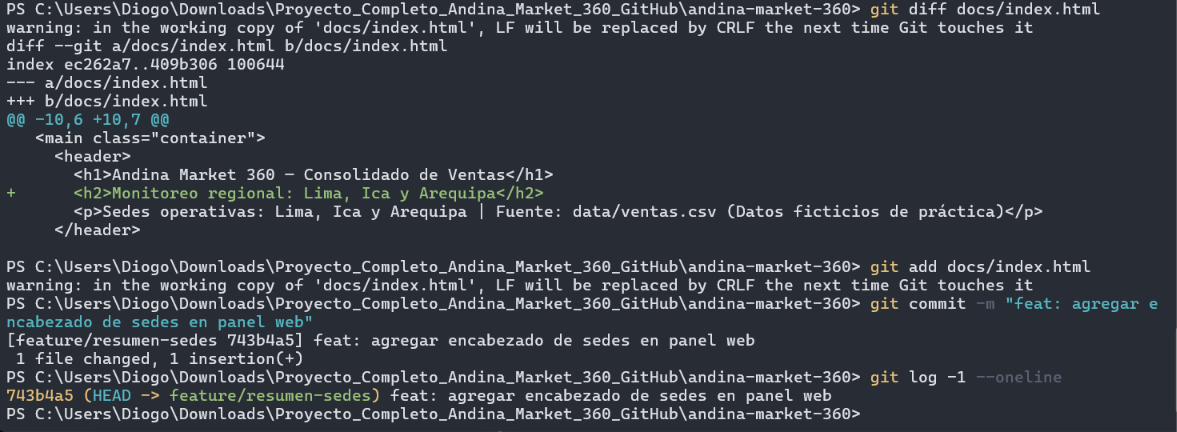 PS C:\Users\Diogo\Downloads\Proyecto_Completo_Andina_Market_360_GitHub\andina-market-360> git diff docs/index.html
warning: in the working copy of 'docs/index.html', LF will be replaced by CRLF the next time Git touches it
diff --git a/docs/index.html b/docs/index.html
index ec262a7..409b306 100644
--- a/docs/index.html
+++ b/docs/index.html
@@ -10,6 +10,7 @@
   <main class="container">
     <header>
       <h1>Andina Market 360 — Consolidado de Ventas</h1>
+      <h2>Monitoreo regional: Lima, Ica y Arequipa</h2>
       <p>Sedes operativas: Lima, Ica y Arequipa | Fuente: data/ventas.csv (Datos ficticios de práctica)</p>
     </header>
PS C:\Users\Diogo\Downloads\Proyecto_Completo_Andina_Market_360_GitHub\andina-market-360> git add docs/index.html
warning: in the working copy of 'docs/index.html', LF will be replaced by CRLF the next time Git touches it
PS C:\Users\Diogo\Downloads\Proyecto_Completo_Andina_Market_360_GitHub\andina-market-360> git commit -m "feat: agregar e
ncabezado de sedes en panel web"
[feature/resumen-sedes 743b4a5] feat: agregar encabezado de sedes en panel web
 1 file changed, 1 insertion(+)
PS C:\Users\Diogo\Downloads\Proyecto_Completo_Andina_Market_360_GitHub\andina-market-360> git log -1 --oneline
743b4a5 (HEAD -> feature/resumen-sedes) feat: agregar encabezado de sedes en panel web
PS C:\Users\Diogo\Downloads\Proyecto_Completo_Andina_Market_360_GitHub\andina-market-360>